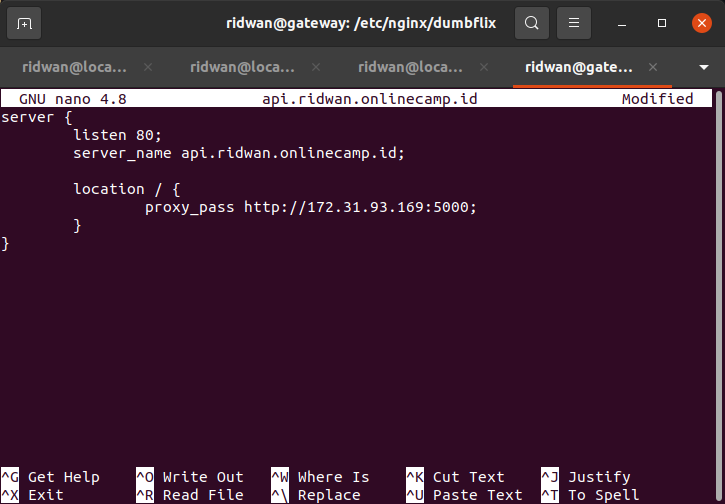 ridwan@gateway: /etc/nginx/dumbflix
ridwan@loca... ridwan@loca... ridwan@loca... ridwan@gate...
GNU nano 4.8 api.ridwan.onlinecamp.id Modified
server {
listen 80;
server_name api.ridwan.onlinecamp.id;
location / {
proxy_pass http://172.31.93.169:5000;
}
}
^G Get Help ^O Write Out ^W Where Is ^K Cut Text ^J Justify
^X Exit ^R Read File ^\ Replace ^U Paste Text ^T To Spell